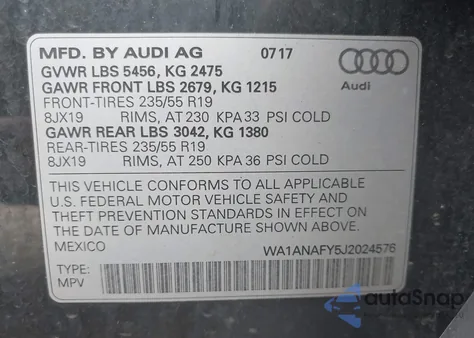 MFD. BY AUDI AG 0717
GVWR LBS 5456, KG 2475
GAWR FRONT LBS 2679, KG 1215
FRONT-TIRES 235/55 R19
8JX19 RIMS, AT 230 KPA 33 PSI COLD
GAWR REAR LBS 3042, KG 1380
REAR-TIRES 235/55 R19
8JX19 RIMS, AT 250 KPA 36 PSI COLD
Audi
THIS VEHICLE CONFORMS TO ALL APPLICABLE
U.S. FEDERAL MOTOR VEHICLE SAFETY AND
THEFT PREVENTION STANDARDS IN EFFECT ON
THE DATE OF MANUFACTURE SHOWN ABOVE.
MEXICO WA1ANAFY5J2024576
TYPE:
MPV
autoSnap